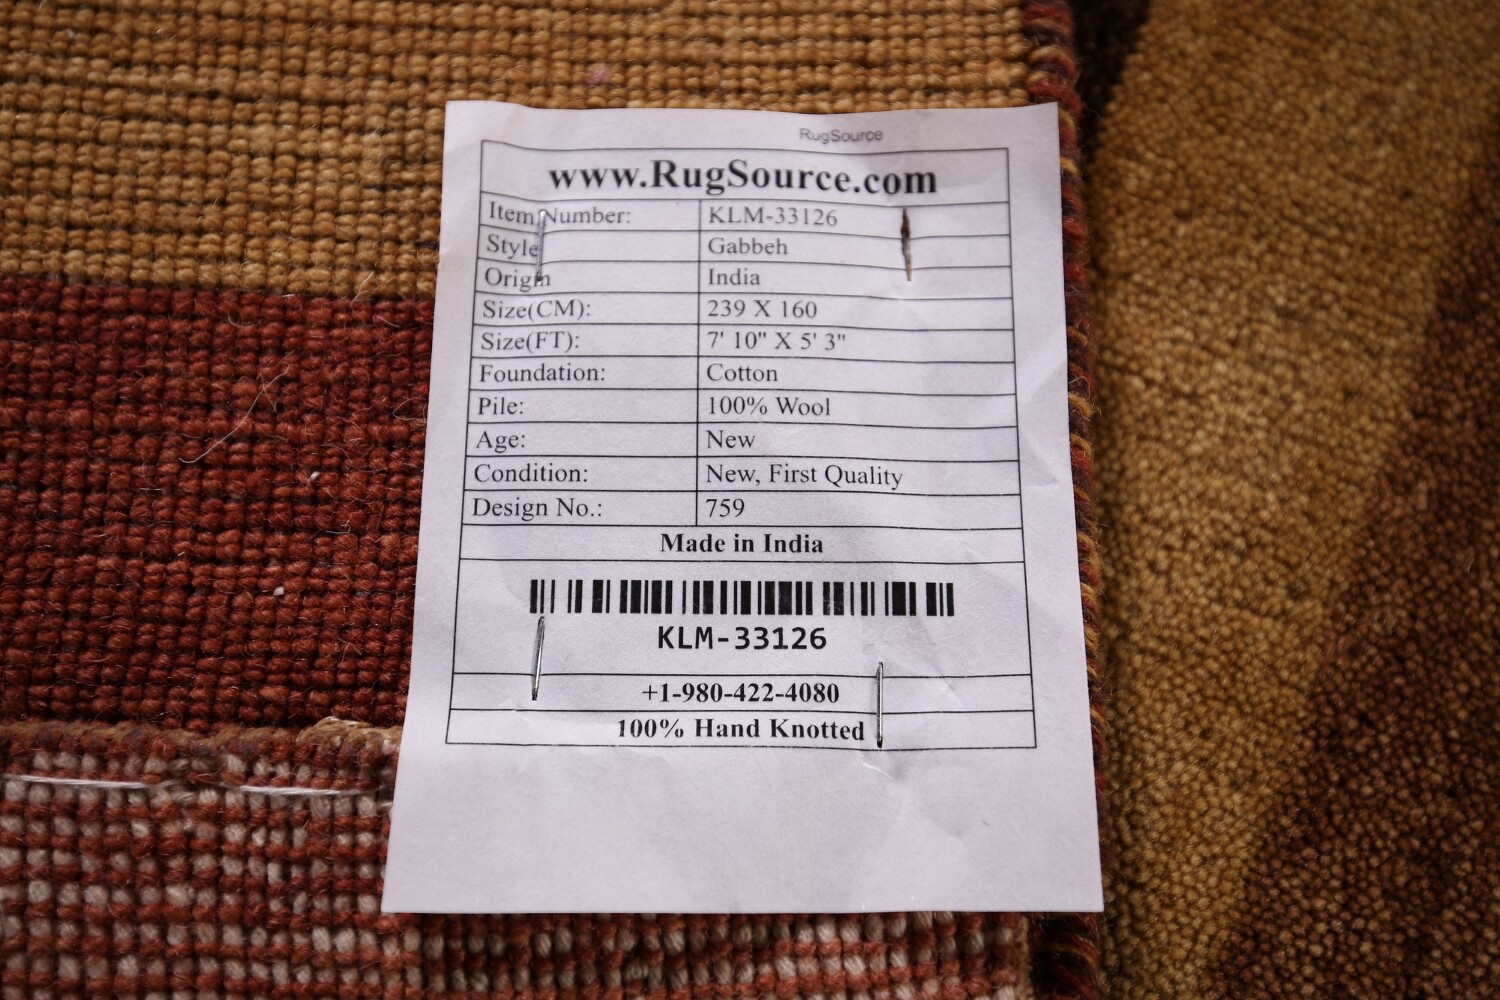 RugSource
www.RugSource.com
Item Number: KLM-33126
Style Gabbeh
Origin India
Size(CM): 239 X 160
Size(FT): 7' 10" X 5' 3"
Foundation: Cotton
Pile: 100% Wool
Age: New
Condition: New, First Quality
Design No.: 759
Made in India
KLM-33126
+1-980-422-4080
100% Hand Knotted